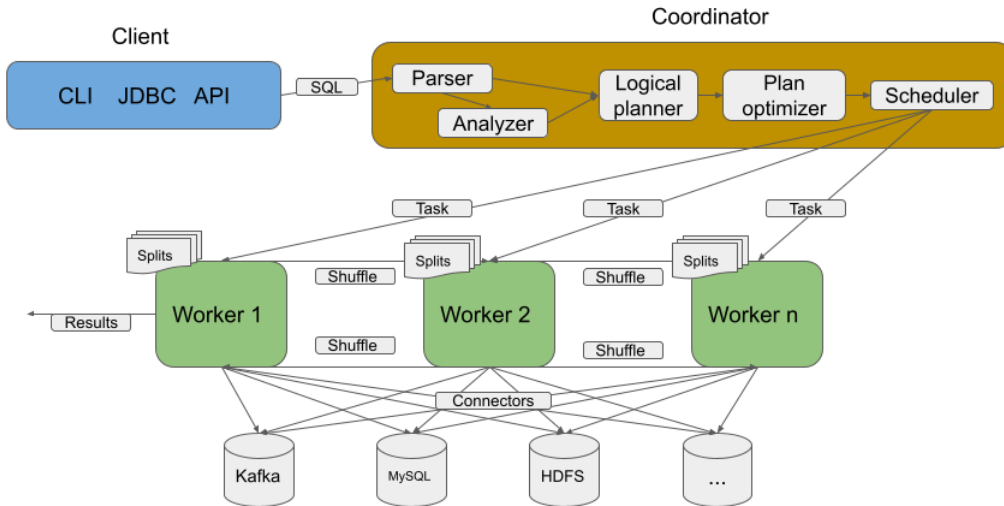 Coordinator
Client
CLI JDBC API
SQL
Parser
Analyzer
Logical
planner
Plan
optimizer
Scheduler
Task
Task
Task
Splits
Splits
Splits
Shuffle
Shuffle
Worker 1
Worker 2
Worker n
Results
Shuffle
Shuffle
Connectors
Kafka
MySQL
HDFS
...